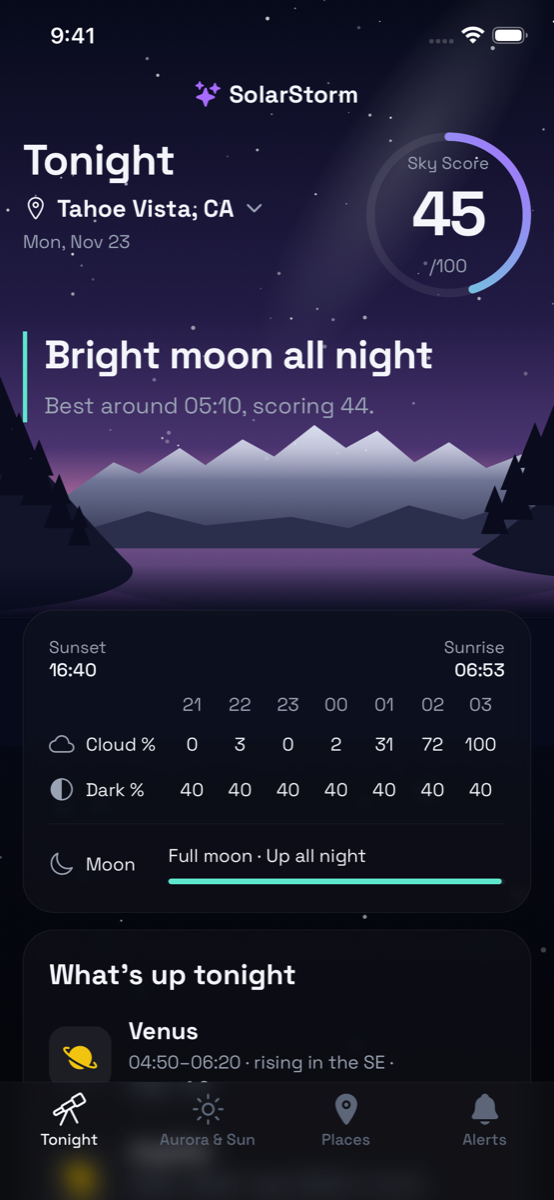 9:41
SolarStorm
Tonight
Tahoe Vista, CA
Mon, Nov 23
Sky Score
45
/100
Bright moon all night
Best around 05:10, scoring 44.
Sunset Sunrise
16:40 06:53
21 22 23 00 01 02 03
Cloud % 0 3 0 2 31 72 100
Dark % 40 40 40 40 40 40 40
Moon Full moon · Up all night
What's up tonight
Venus
04:50–06:20 · rising in the SE ·
Tonight Aurora & Sun Places Alerts